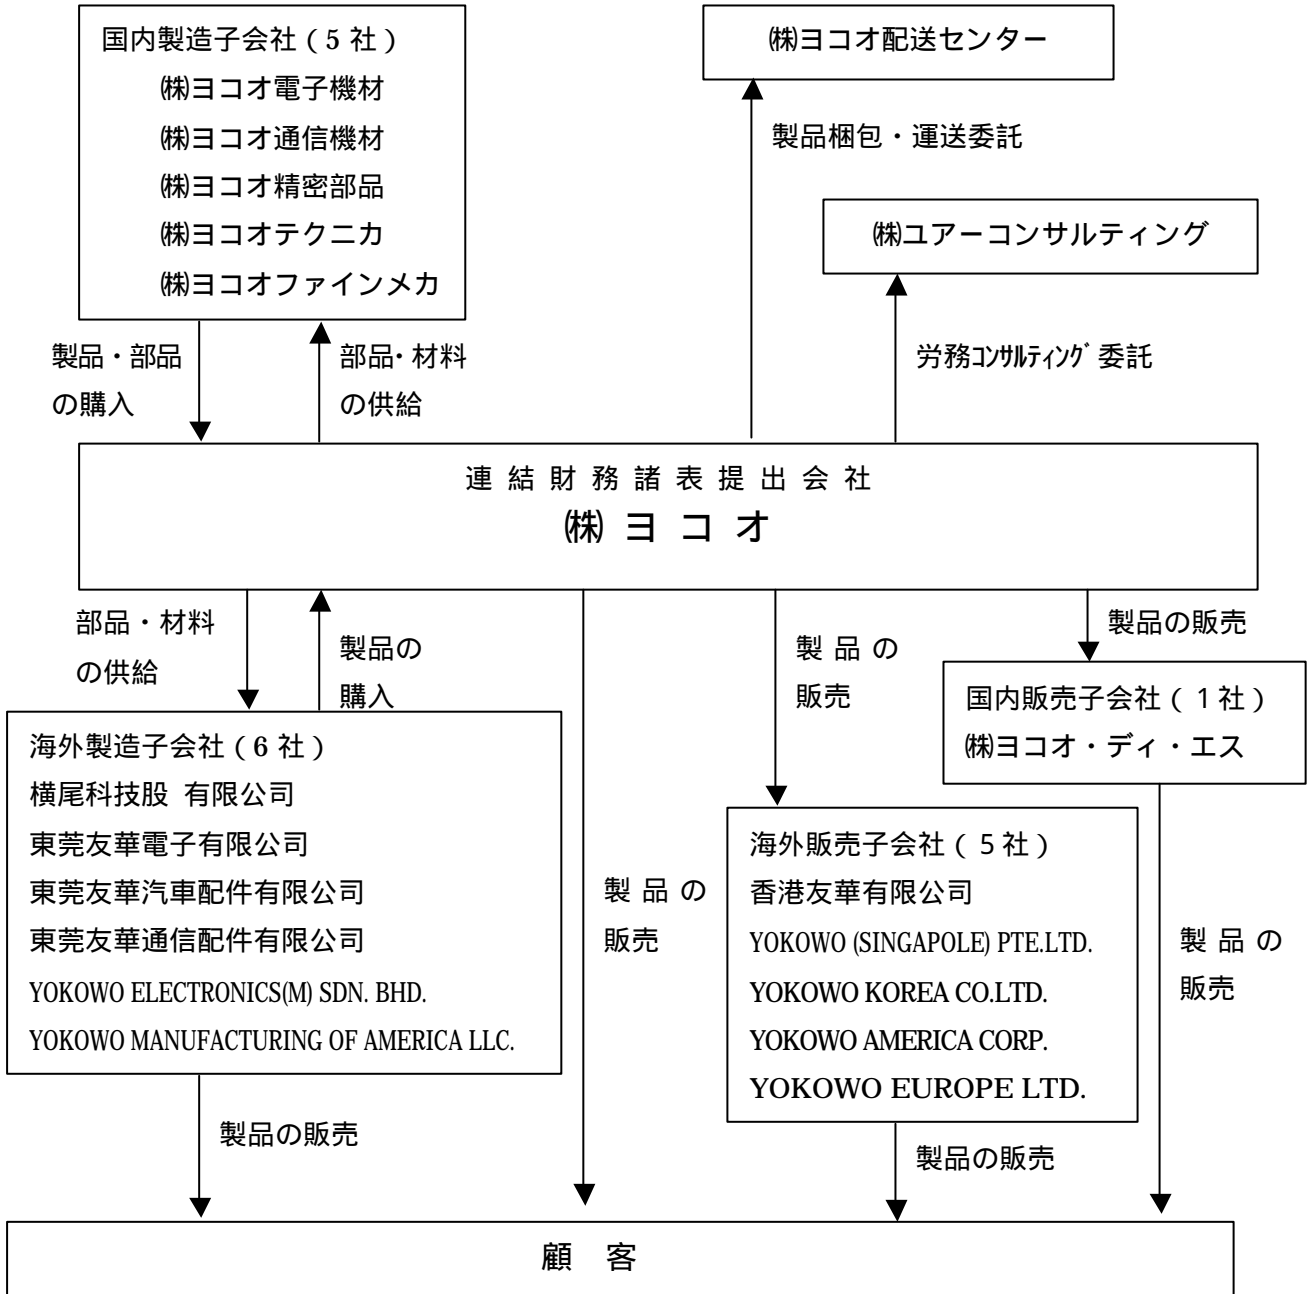 国内製造子会社(5 社)
㈱ヨコオ電子機材
㈱ヨコオ通信機材
㈱ヨコオ精密部品
㈱ヨコオテクニカ
㈱ヨコオファインメカ
㈱ヨコオ配送センター
製品梱包・運送委託
㈱ユアーコンサルティング
労務ｺﾝｻﾙﾃｨﾝｸﾞ委託
製品・部品
の購入
部品・材料
の供給
連 結 財 務 諸 表 提 出 会 社
㈱ ヨ コ オ
部品・材料
の供給
製品の
購入
製 品 の
販売
製品の販売
国内販売子会社( 1 社)
㈱ヨコオ・ディ・エス
海外製造子会社(6 社)
横尾科技股 有限公司
東莞友華電子有限公司
東莞友華汽車配件有限公司
東莞友華通信配件有限公司
YOKOWO ELECTRONICS(M) SDN. BHD.
YOKOWO MANUFACTURING OF AMERICA LLC.
製 品 の
販売
海外販売子会社( 5 社)
香港友華有限公司
YOKOWO (SINGAPOLE) PTE.LTD.
YOKOWO KOREA CO.LTD.
YOKOWO AMERICA CORP.
YOKOWO EUROPE LTD.
製 品 の
販売
製品の販売
製品の販売
顧 客